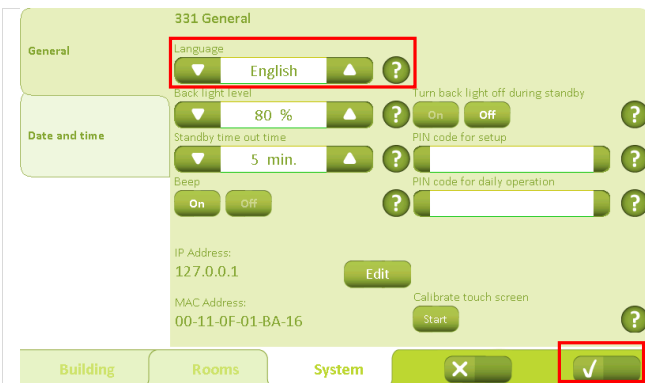 331 General
General
Language
English
?
Back light level
80 %
?
Turn back light off during standby
On Off
?
Date and time
Standby time out time
5 min.
?
PIN code for setup
?
Beep
On Off
?
PIN code for daily operation
?
IP Address:
127.0.0.1
Edit
MAC Address:
00-11-0F-01-BA-16
Calibrate touch screen
Start
?
Building Rooms System